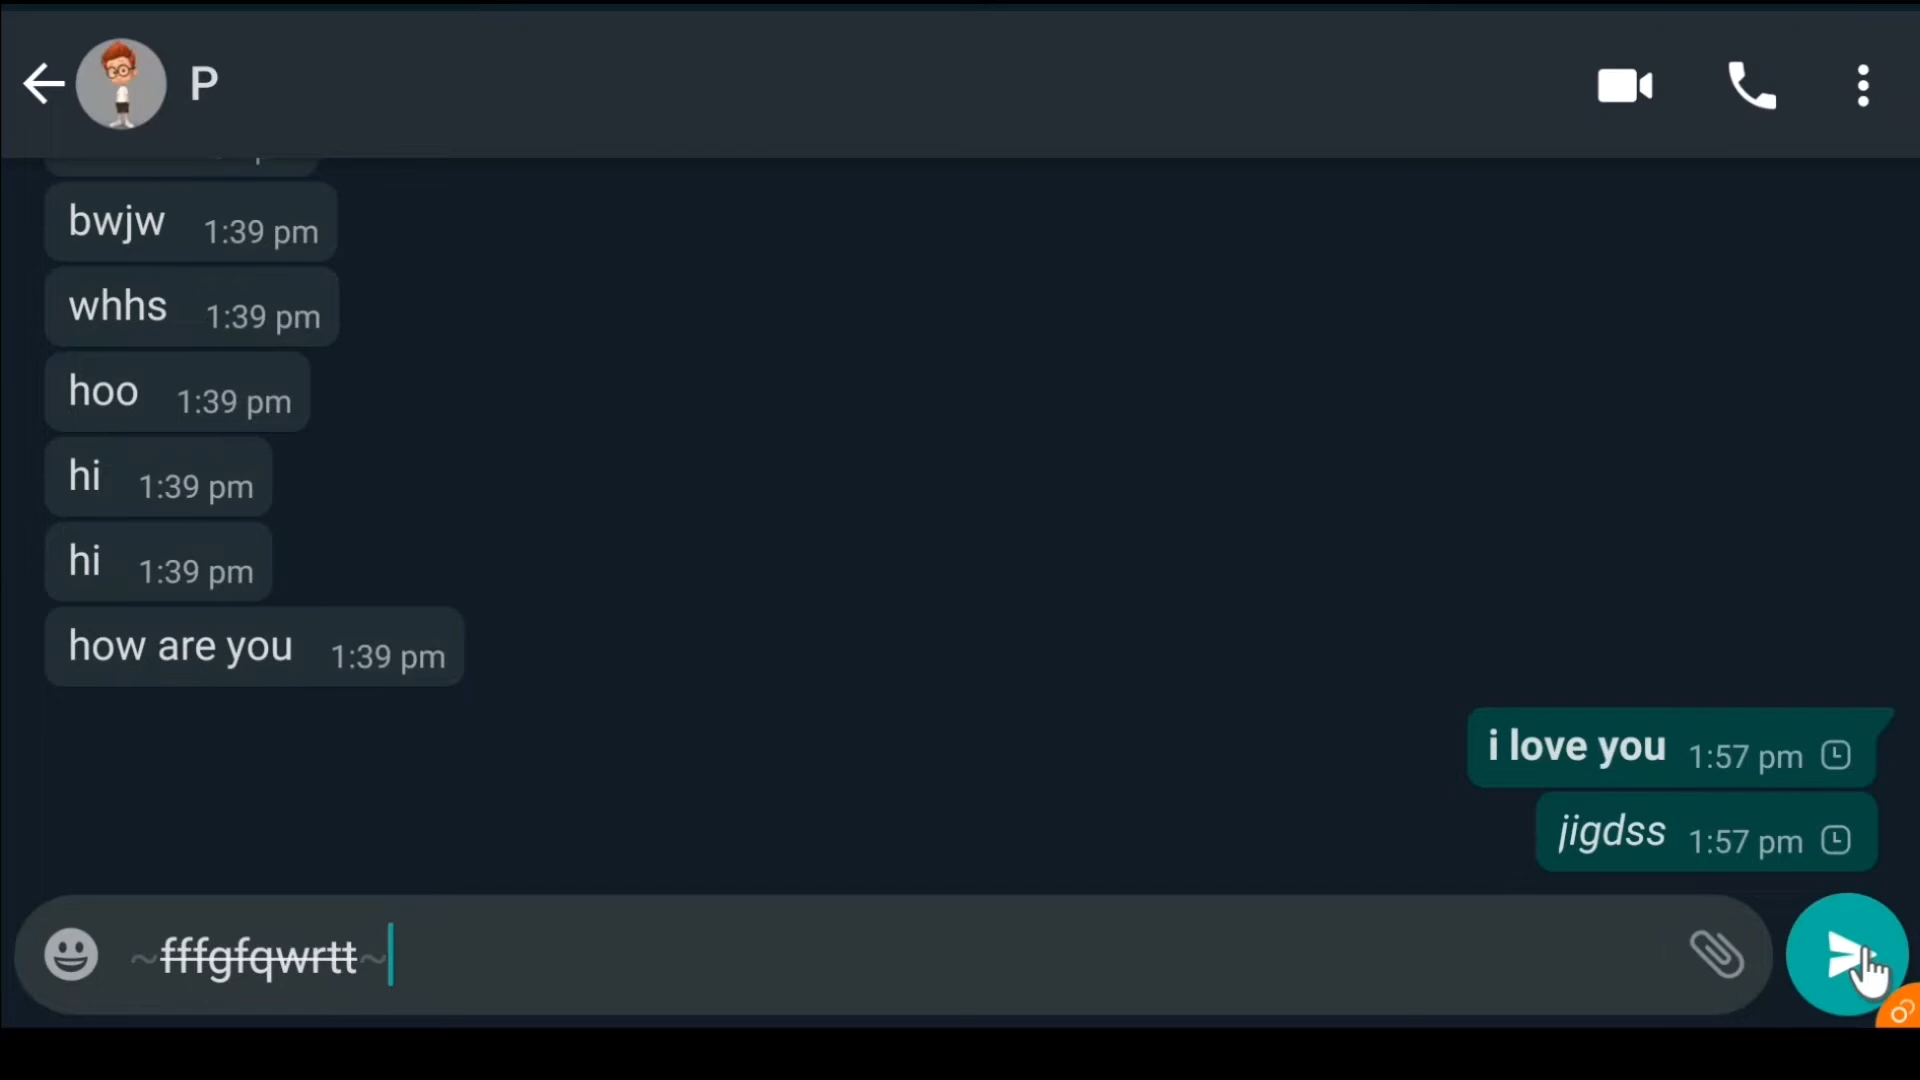 P
bwjw 1:39 pm
whhs 1:39 pm
hoo 1:39 pm
hi 1:39 pm
hi 1:39 pm
how are you 1:39 pm
i love you 1:57 pm
jigdss 1:57 pm
~fffgfqwrtt~